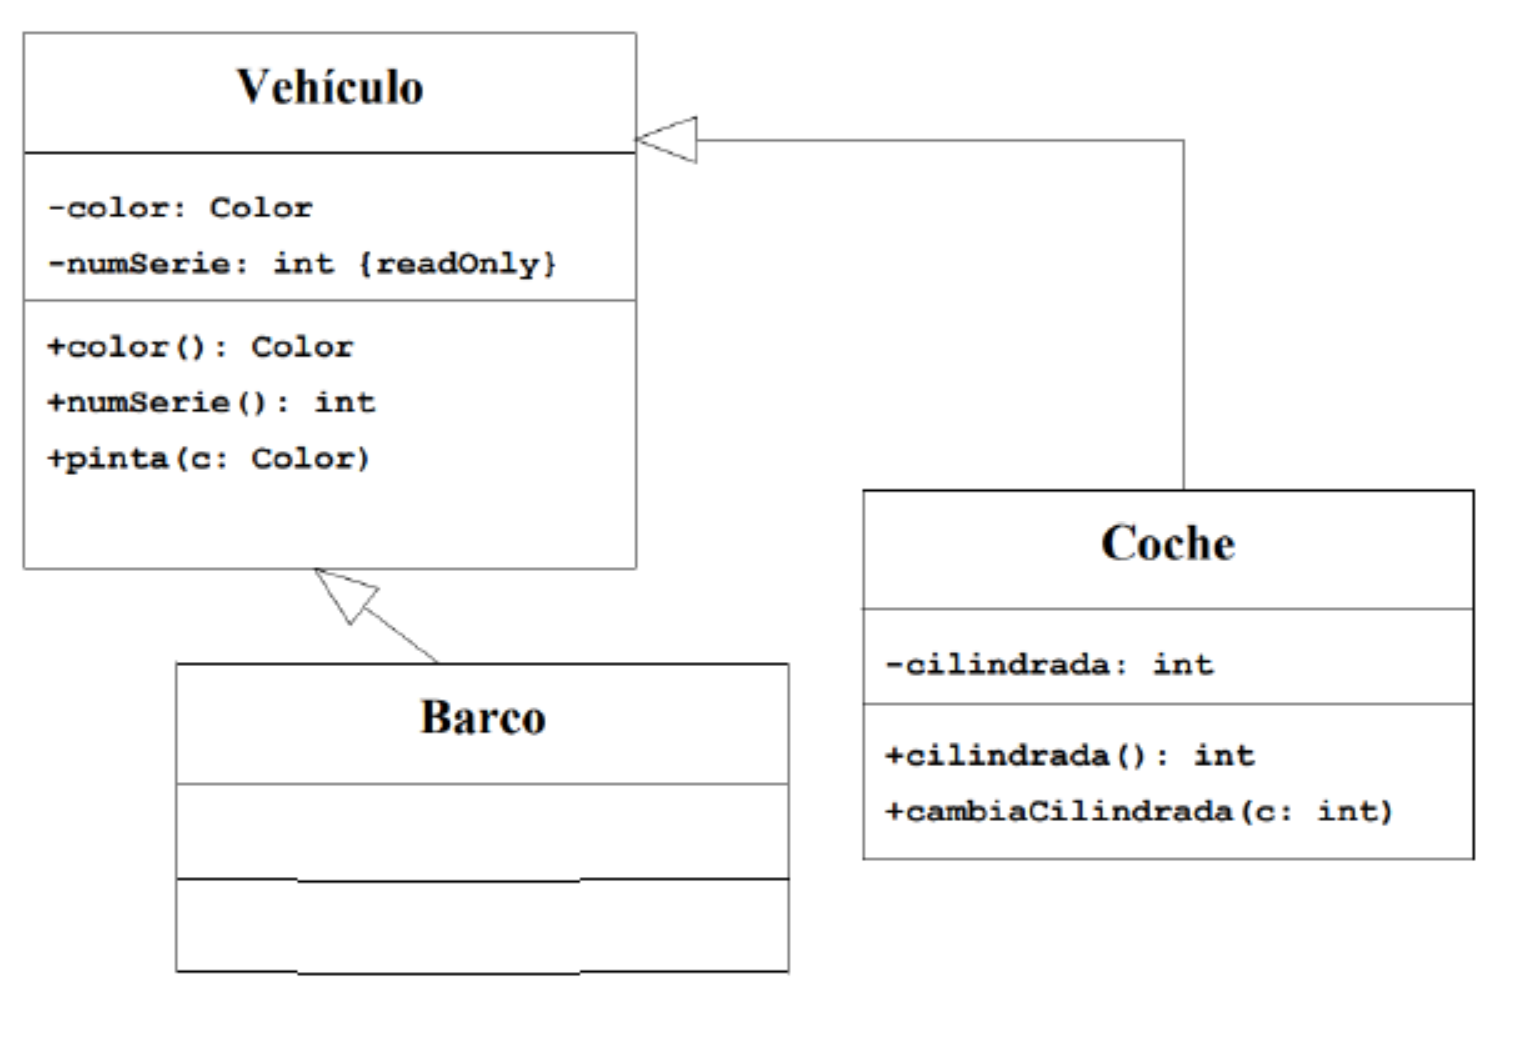 Vehículo
-color: Color
-numSerie: int {readOnly}
+color(): Color
+numSerie(): int
+pinta(c: Color)
Coche
-cilindrada: int
+cilindrada(): int
+cambiaCilindrada(c: int)
Barco